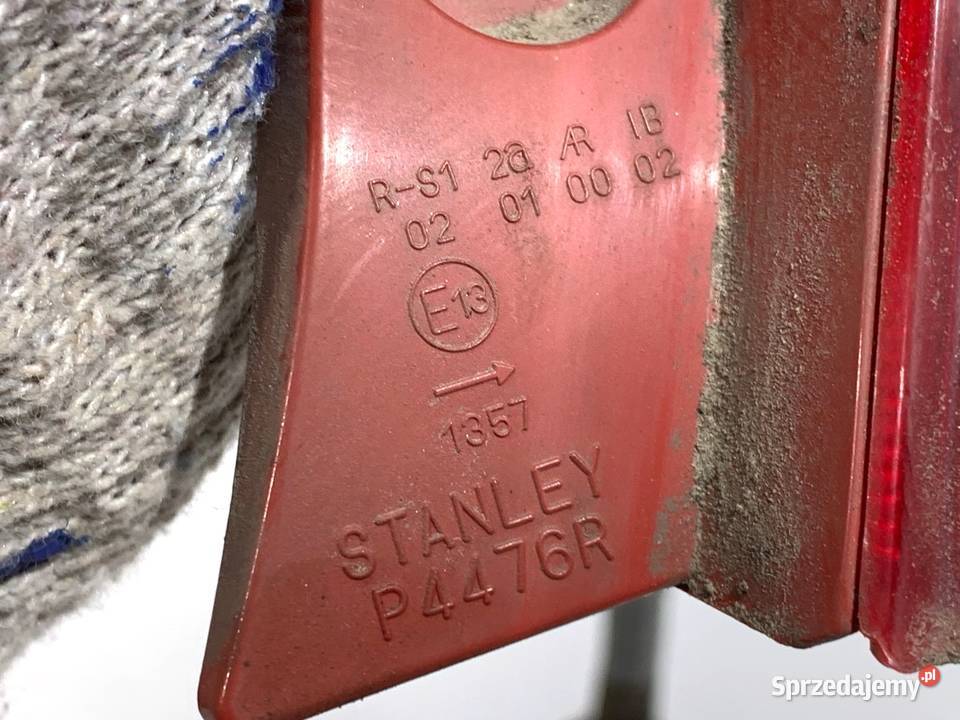 R-S1 2a AR IB
02 01 00 02
E13
→
1357
STANLEY
P4476R
Sprzedajemy.pl